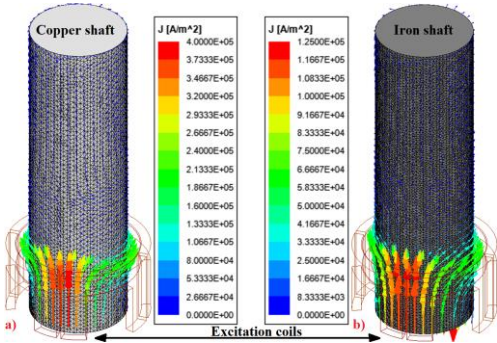 Copper shaft
J [A/m^2]
4.0000E+05
3.7333E+05
3.4667E+05
3.2000E+05
2.9333E+05
2.6667E+05
2.4000E+05
2.1333E+05
1.8667E+05
1.6000E+05
1.3333E+05
1.0667E+05
8.0000E+04
5.3333E+04
2.6667E+04
0.0000E+00
a)
J [A/m^2]
1.2500E+05
1.1667E+05
1.0833E+05
1.0000E+05
9.1667E+04
8.3333E+04
7.5000E+04
6.6667E+04
5.8333E+04
5.0000E+04
4.1667E+04
3.3333E+04
2.5000E+04
1.6667E+04
8.3333E+03
0.0000E+00
Iron shaft
b)
Excitation coils